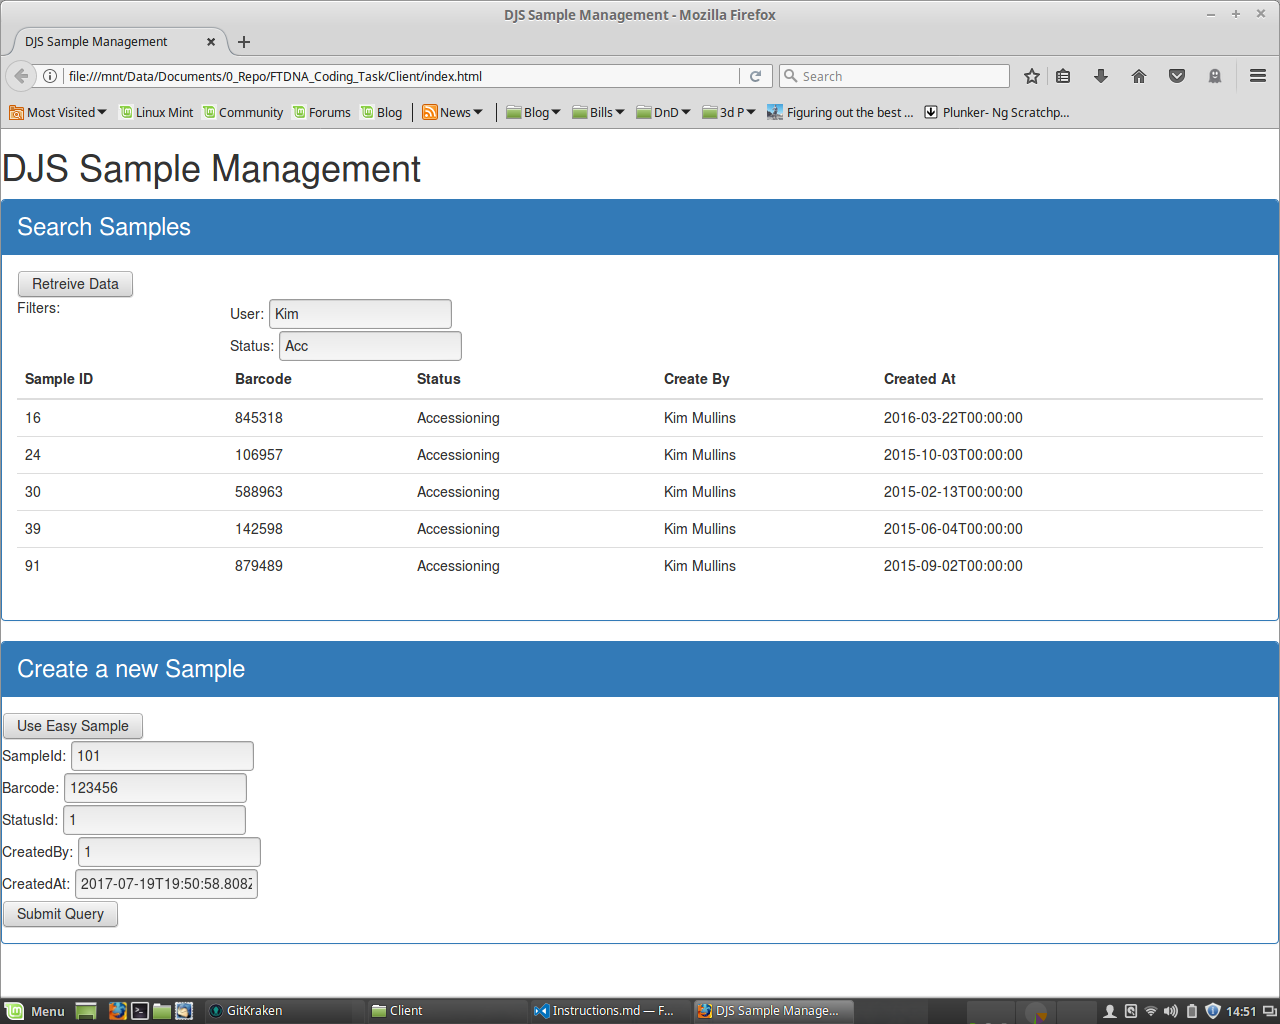 DJS Sample Management - Mozilla Firefox
DJS Sample Management
file:///mnt/Data/Documents/0_Repo/FTDNA_Coding_Task/Client/index.html
Search
Most Visited Linux Mint Community Forums Blog News Blog Bills DnD 3d P Figuring out the best ... Plunker- Ng Scratchp...
DJS Sample Management
Search Samples
Retreive Data
Filters: User: Kim
Status: Acc
Sample ID Barcode Status Create By Created At
16 845318 Accessioning Kim Mullins 2016-03-22T00:00:00
24 106957 Accessioning Kim Mullins 2015-10-03T00:00:00
30 588963 Accessioning Kim Mullins 2015-02-13T00:00:00
39 142598 Accessioning Kim Mullins 2015-06-04T00:00:00
91 879489 Accessioning Kim Mullins 2015-09-02T00:00:00
Create a new Sample
Use Easy Sample
SampleId: 101
Barcode: 123456
StatusId: 1
CreatedBy: 1
CreatedAt: 2017-07-19T19:50:58.808Z
Submit Query
Menu GitKraken Client Instructions.md — F... DJS Sample Manage... 14:51